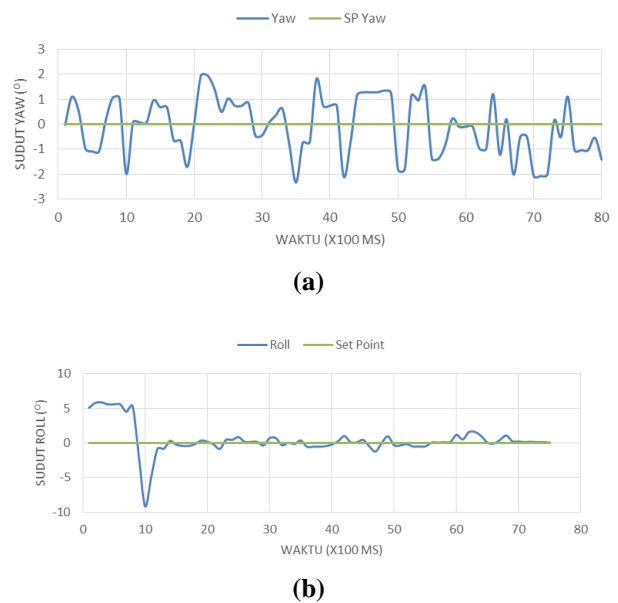 Yaw SP Yaw
3
2
1
0
-1
-2
-3
SUDUT YAW (°)
0 10 20 30 40 50 60 70 80
WAKTU (X100 MS)
(a)
Roll Set Point
10
5
0
-5
-10
SUDUT ROLL (°)
0 10 20 30 40 50 60 70 80
WAKTU (X100 MS)
(b)